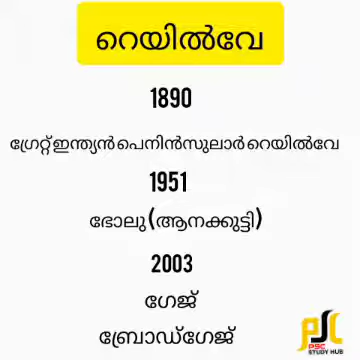 റെയിൽവേ
1890
ഗ്രേറ്റ് ഇന്ത്യൻ പെനിൻസുലാർ റെയിൽവേ
1951
ഭോലു (ആനക്കുട്ടി)
2003
ഗേജ്
ബ്രോഡ്ഗേജ്
PSC
STUDY HUB